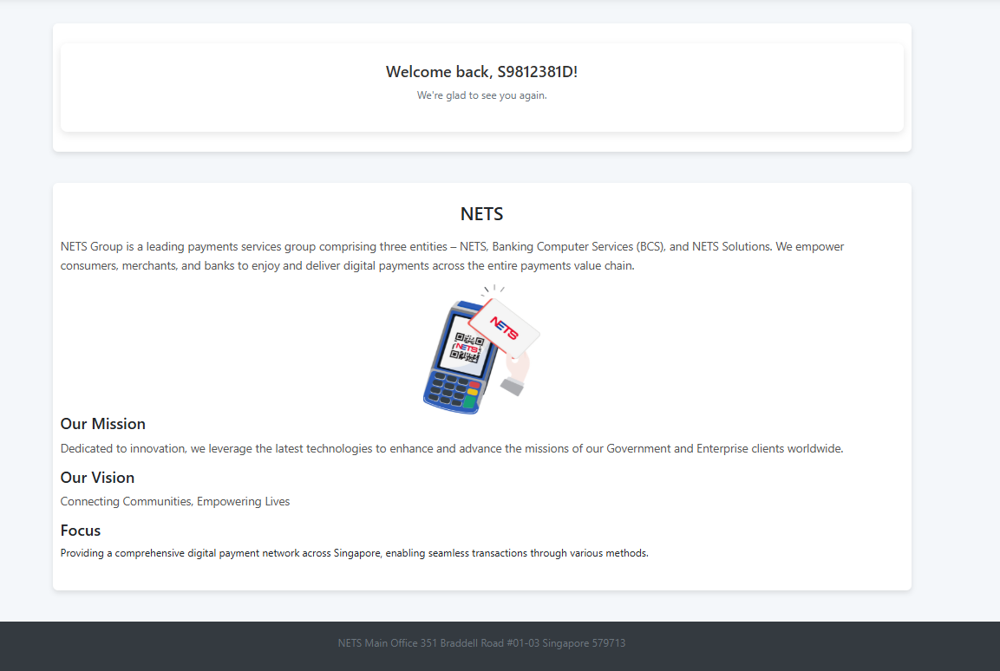 Welcome back, S9812381D!
We're glad to see you again.
NETS
NETS Group is a leading payments services group comprising three entities – NETS, Banking Computer Services (BCS), and NETS Solutions. We empower
consumers, merchants, and banks to enjoy and deliver digital payments across the entire payments value chain.
NETS
NETS
Our Mission
Dedicated to innovation, we leverage the latest technologies to enhance and advance the missions of our Government and Enterprise clients worldwide.
Our Vision
Connecting Communities, Empowering Lives
Focus
Providing a comprehensive digital payment network across Singapore, enabling seamless transactions through various methods.
NETS Main Office 351 Braddell Road #01-03 Singapore 579713